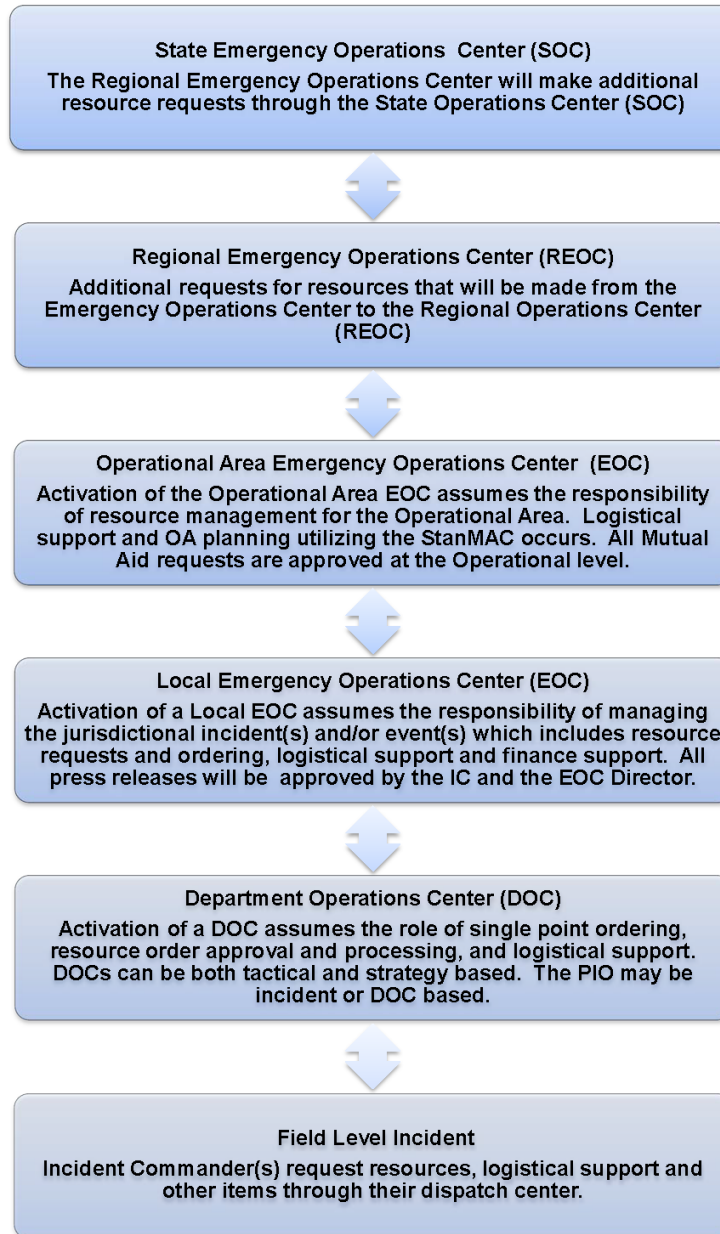 State Emergency Operations  Center (SOC)
The Regional Emergency Operations Center will make additional
resource requests through the State Operations Center (SOC)
Regional Emergency Operations Center (REOC)
Additional requests for resources that will be made from the
Emergency Operations Center to the Regional Operations Center
(REOC)
Operational Area Emergency Operations Center  (EOC)
Activation of the Operational Area EOC assumes the responsibility
of resource management for the Operational Area.  Logistical
support and OA planning utilizing the StanMAC occurs.  All Mutual
Aid requests are approved at the Operational level.
Local Emergency Operations Center (EOC)
Activation of a Local EOC assumes the responsibility of managing
the jurisdictional incident(s) and/or event(s) which includes resource
requests and ordering, logistical support and finance support.  All
press releases will be  approved by the IC and the EOC Director.
Department Operations Center (DOC)
Activation of a DOC assumes the role of single point ordering,
resource order approval and processing, and logistical support.
DOCs can be both tactical and strategy based.  The PIO may be
incident or DOC based.
Field Level Incident
Incident Commander(s) request resources, logistical support and
other items through their dispatch center.